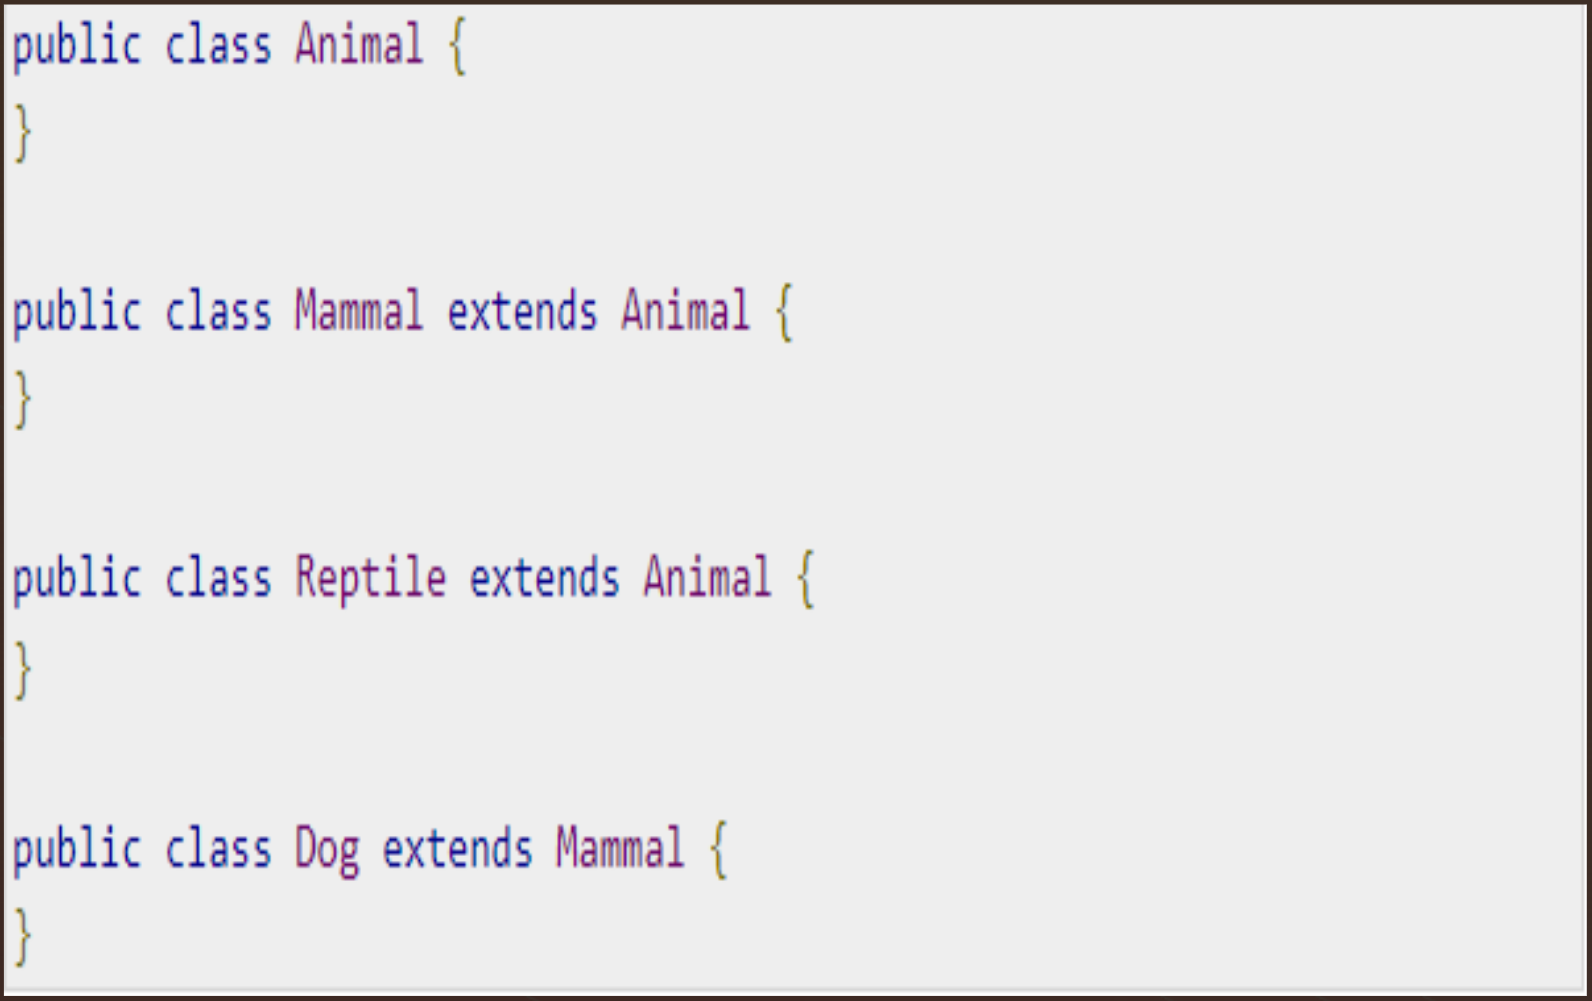 public class Animal {
}
public class Mammal extends Animal {
}
public class Reptile extends Animal {
}
public class Dog extends Mammal {
}